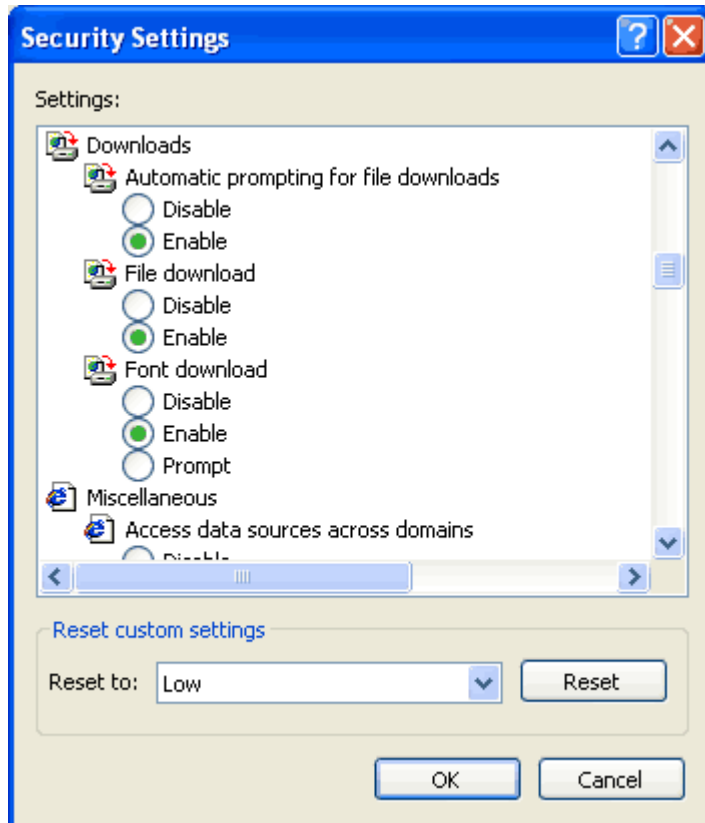 Security Settings
Settings:
Downloads
Automatic prompting for file downloads
Disable
Enable
File download
Disable
Enable
Font download
Disable
Enable
Prompt
Miscellaneous
Access data sources across domains
Disable
Reset custom settings
Reset to: Low Reset
OK Cancel